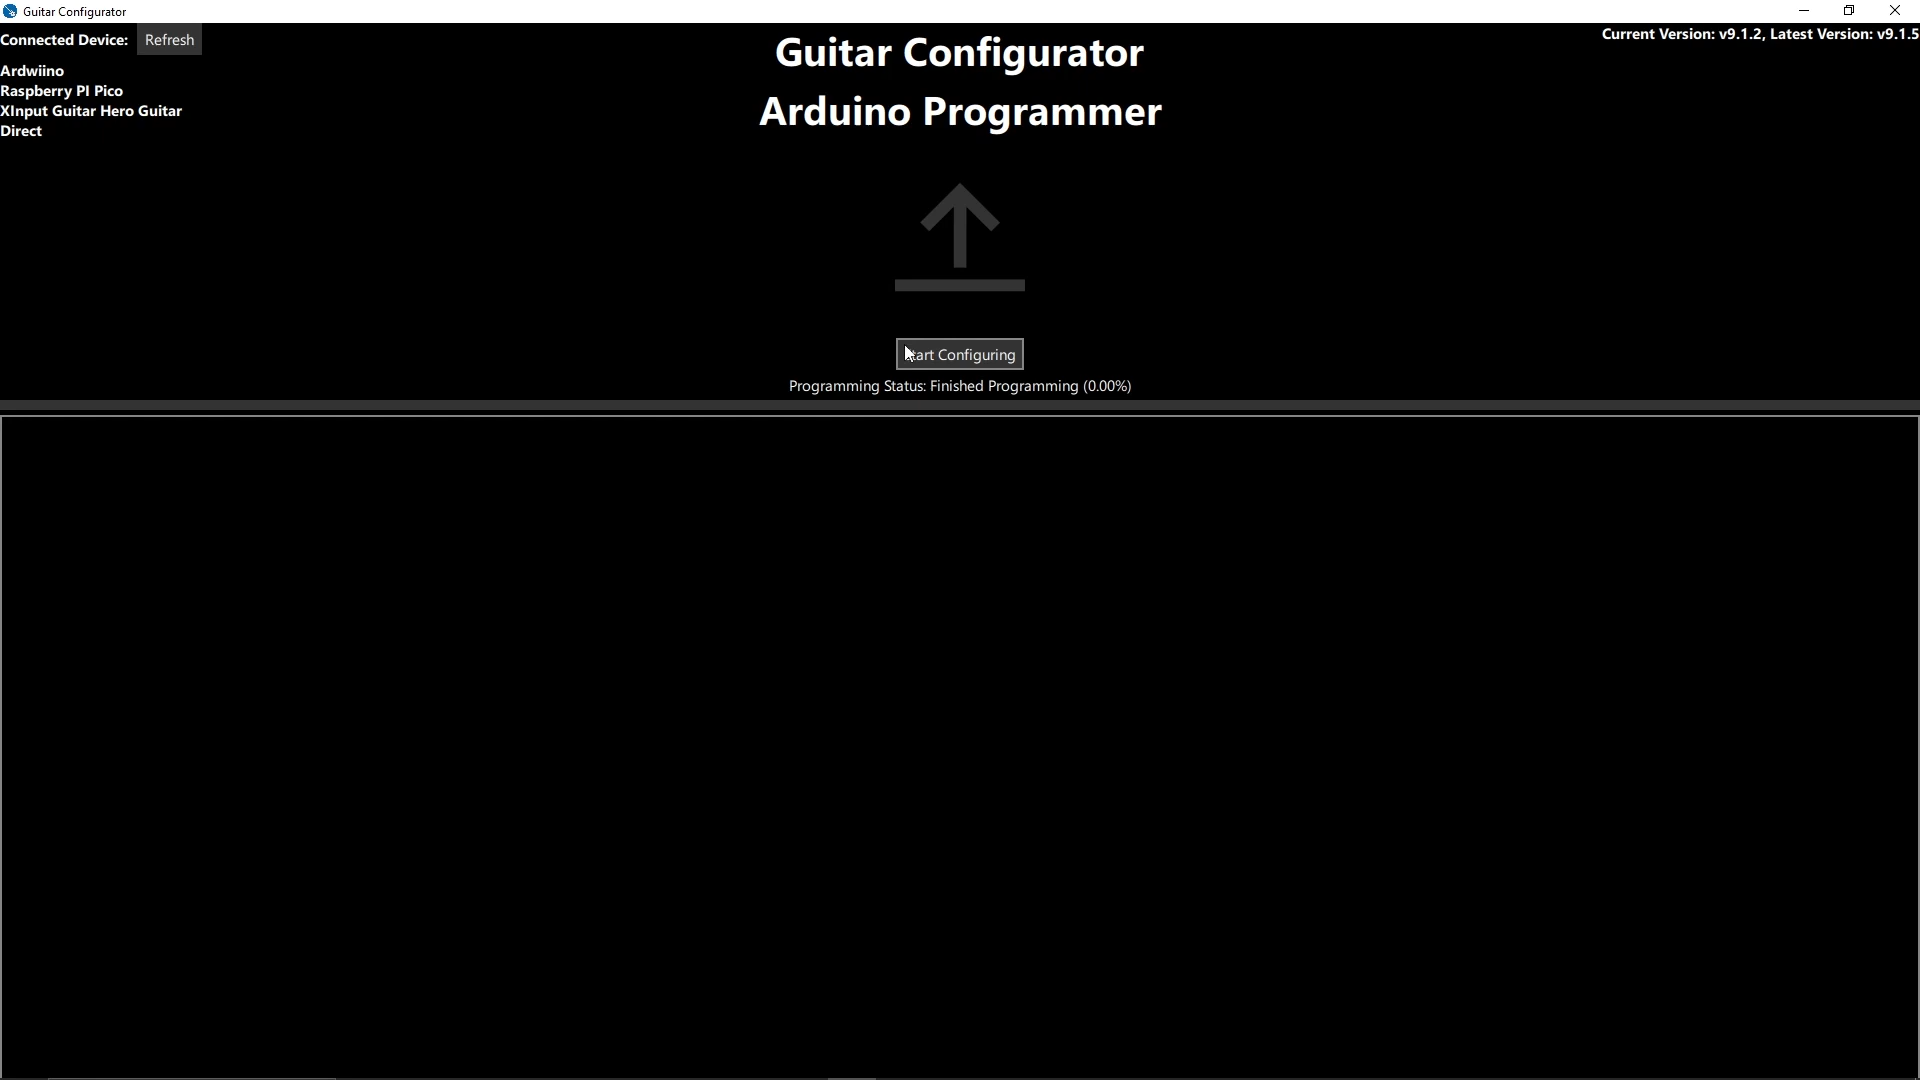 Guitar Configurator
Connected Device: Refresh
Current Version: v9.1.2, Latest Version: v9.1.5
Guitar Configurator
Ardwiino
Raspberry PI Pico
XInput Guitar Hero Guitar
Direct
Arduino Programmer
art Configuring
Programming Status: Finished Programming (0.00%)